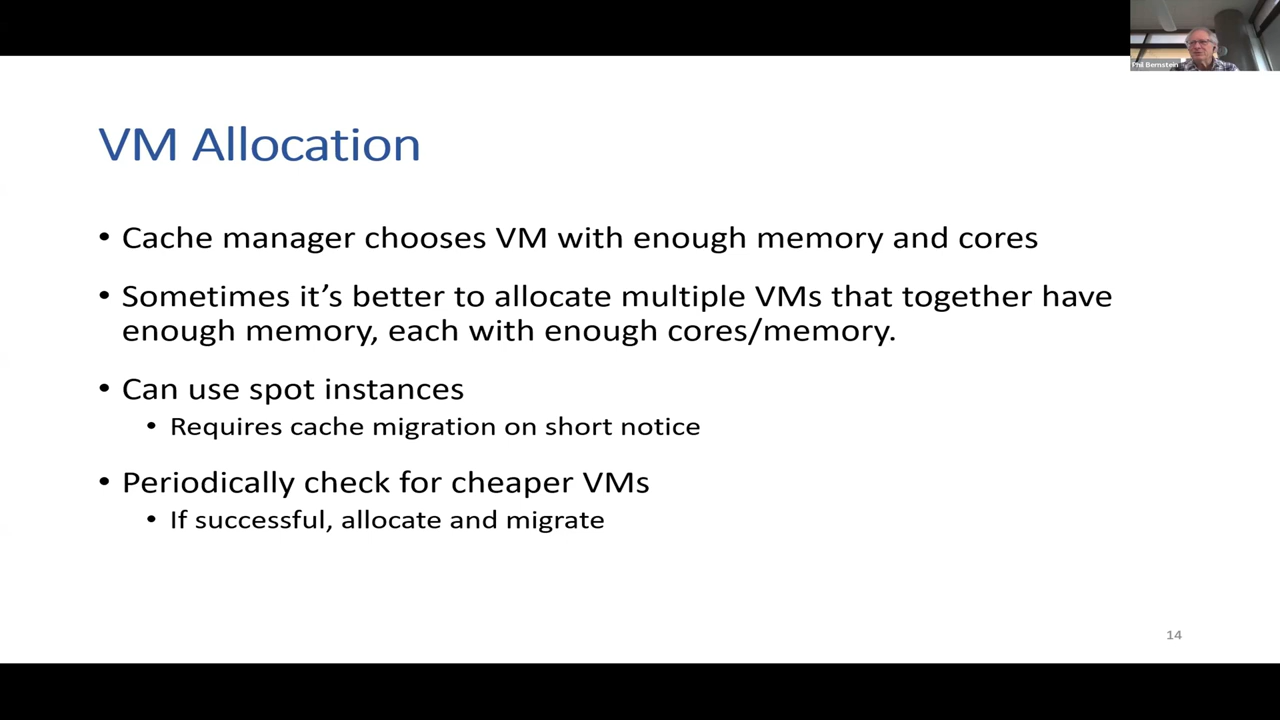 Phil Bernstein
VM Allocation
• Cache manager chooses VM with enough memory and cores
• Sometimes it’s better to allocate multiple VMs that together have
enough memory, each with enough cores/memory.
• Can use spot instances
• Requires cache migration on short notice
• Periodically check for cheaper VMs
• If successful, allocate and migrate
14